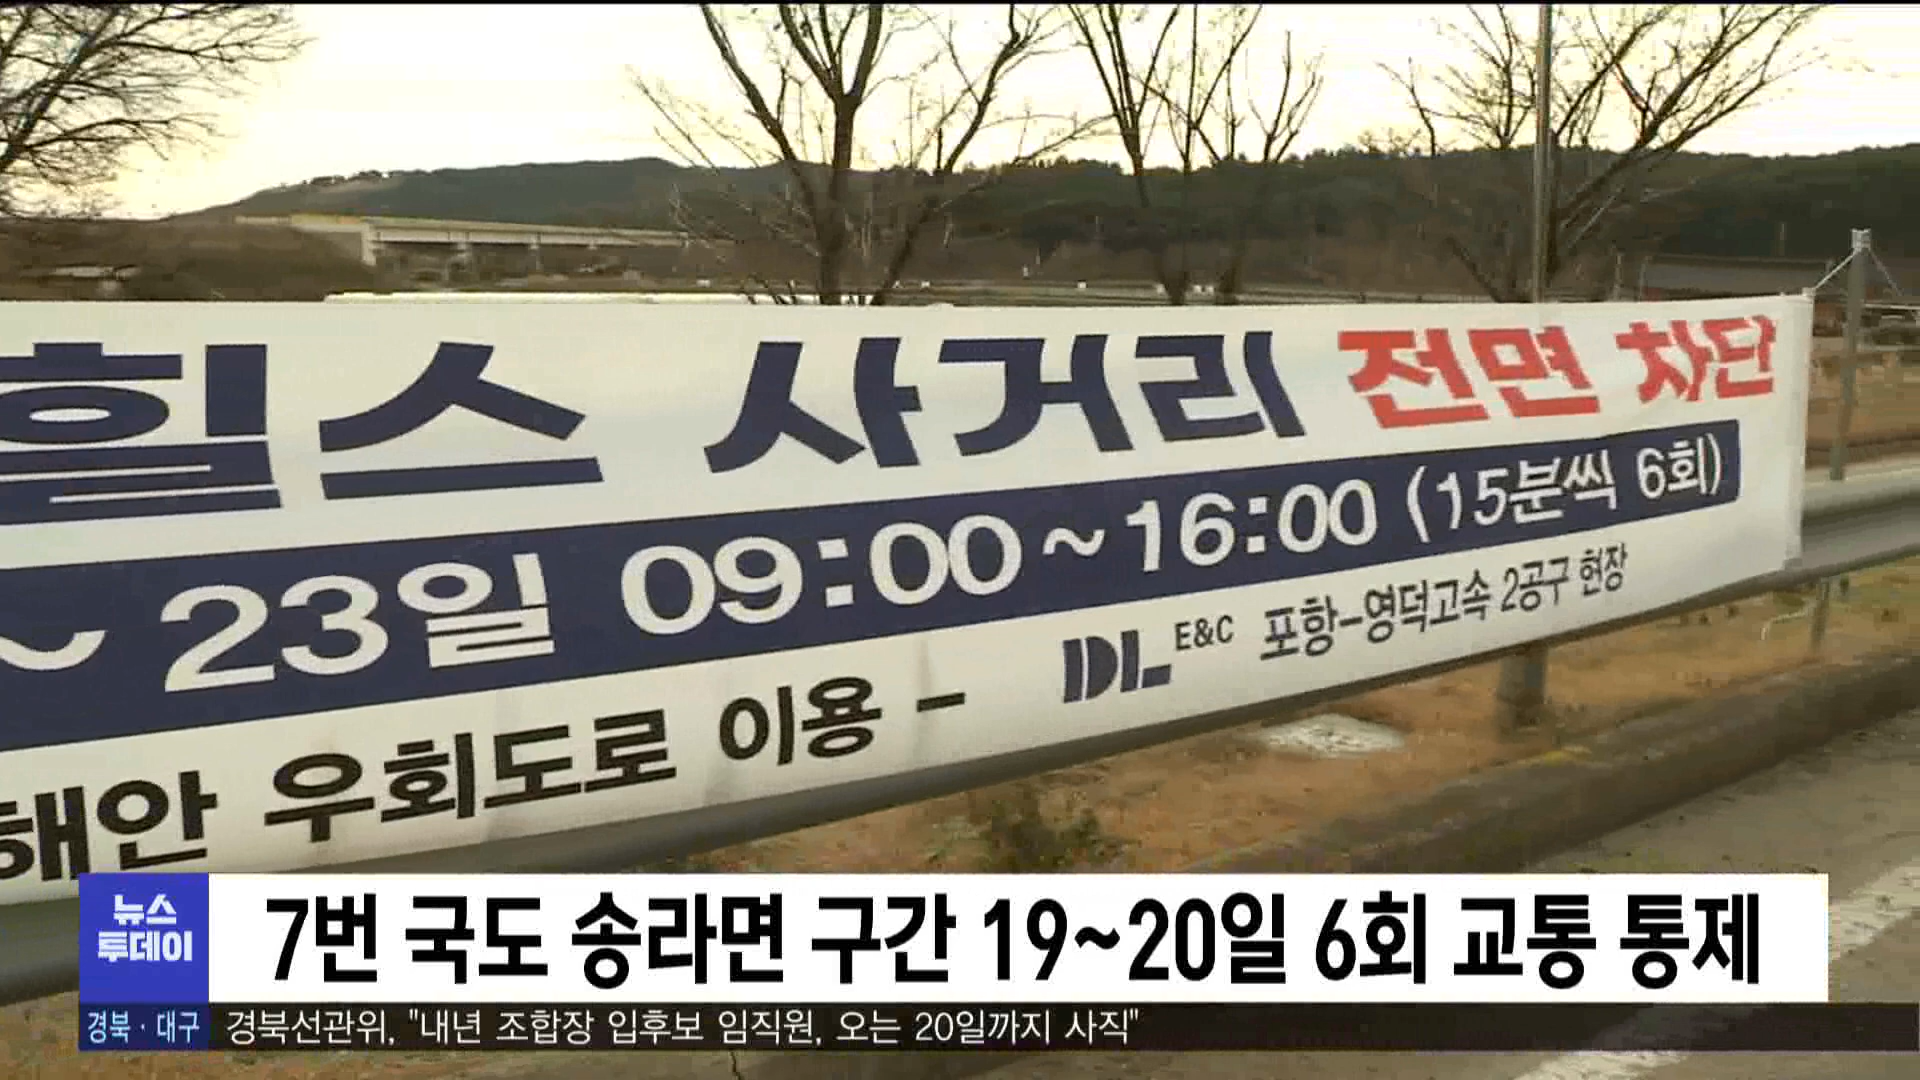 힐스 사거리 전면 차단
~ 23일 09:00~16:00 (15분씩 6회)
해안 우회도로 이용 -
DL E&C 포항-영덕고속 2공구 현장
뉴스
투데이
7번 국도 송라면 구간 19~20일 6회 교통 통제
경북·대구 경북선관위, "내년 조합장 입후보 임직원, 오는 20일까지 사직"